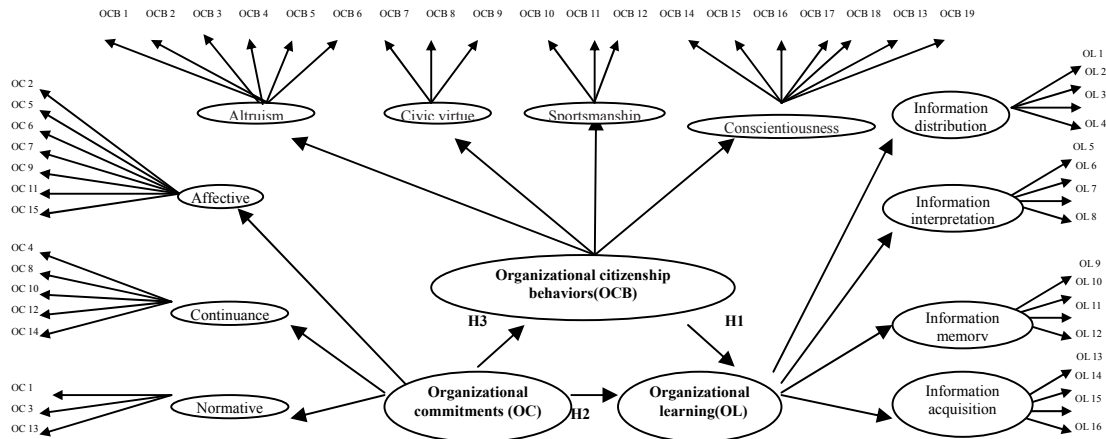 OCB 1 OCB 2 OCB 3 OCB 4 OCB 5 OCB 6 OCB 7 OCB 8 OCB 9 OCB 10 OCB 11 OCB 12 OCB 14 OCB 15 OCB 16 OCB 17 OCB 18 OCB 13 OCB 19
OL 1
OL 2
OL 3
OL 4
OC 2
OC 5
OC 6
OC 7
OC 9
OC 11
OC 15
Altruism
Civic virtue
Sportsmanship
Conscientiousness
Information
distribution
OL 5
OL 6
OL 7
OL 8
Affective
Information
interpretation
OC 4
OC 8
OC 10
OC 12
OC 14
Organizational citizenship
behaviors(OCB)
OL 9
OL 10
OL 11
OL 12
Continuance
H3
H1
Information
memory
OC 1
OC 3
OC 13
Normative
Organizational
commitments (OC)
H2
Organizational
learning(OL)
Information
acquisition
OL 13
OL 14
OL 15
OL 16